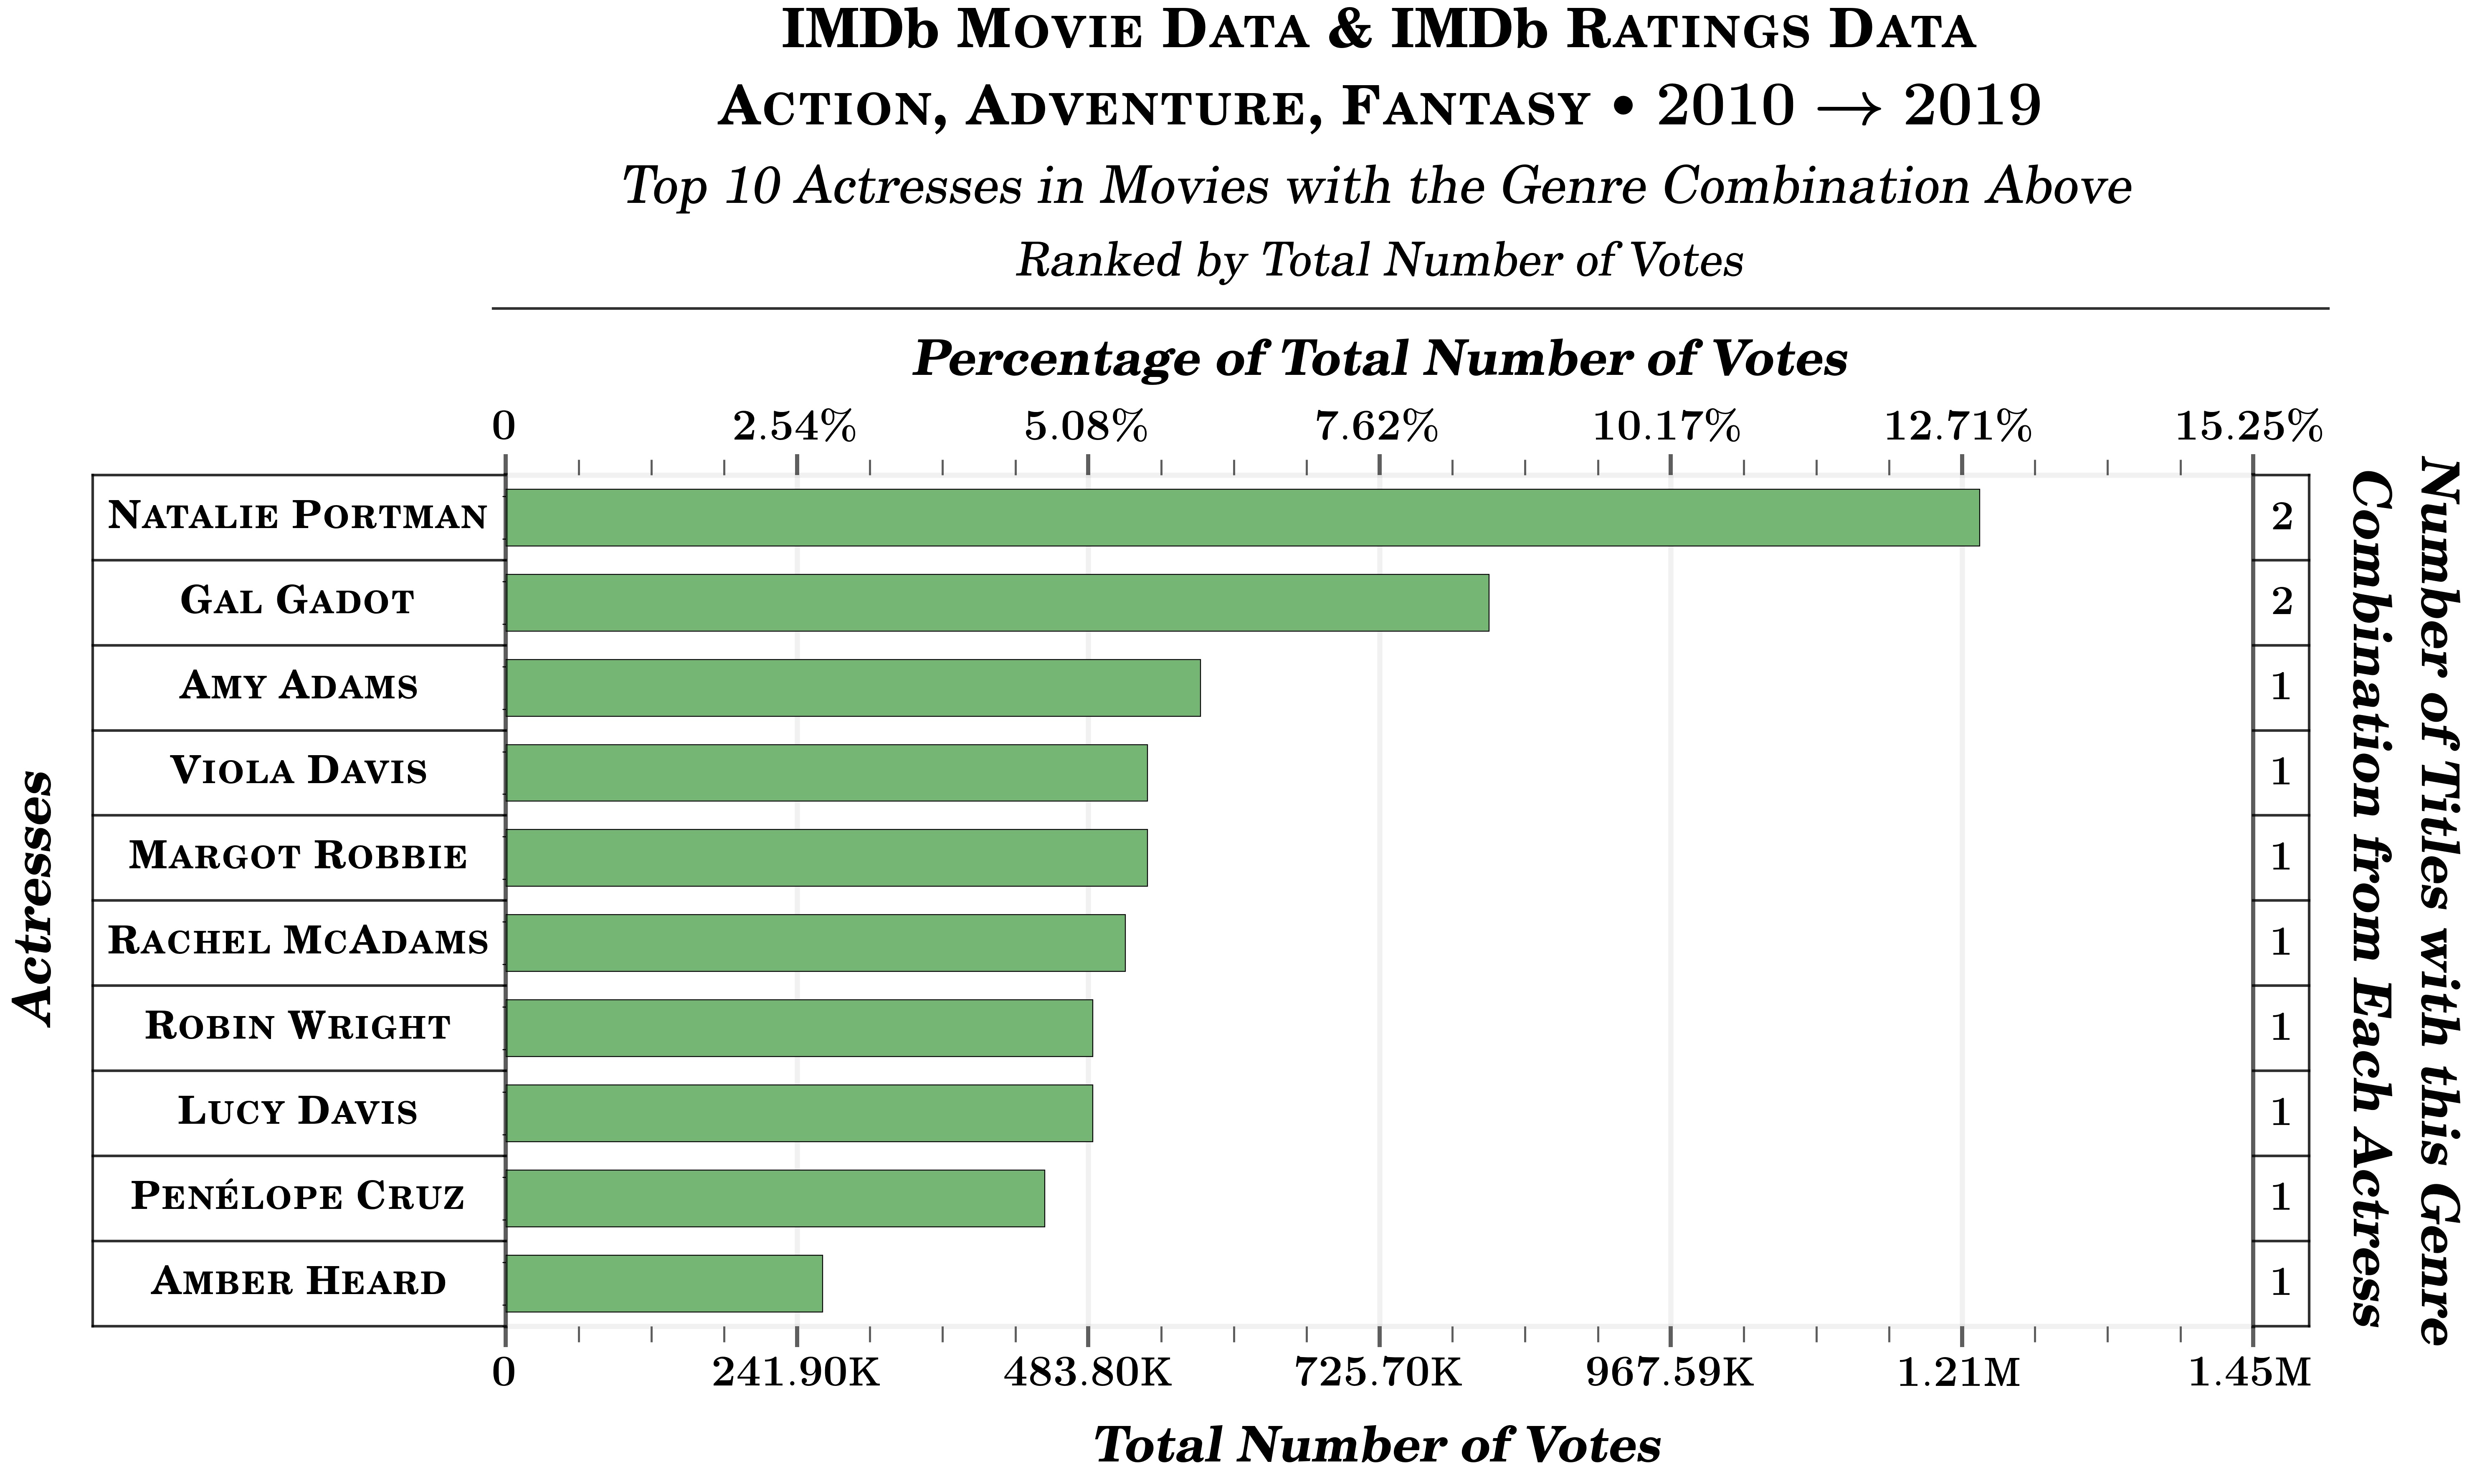 IMDb Movie Data & IMDb Ratings Data
Action, Adventure, Fantasy • 2010 → 2019
Top 10 Actresses in Movies with the Genre Combination Above
Ranked by Total Number of Votes
Percentage of Total Number of Votes
0 2.54% 5.08% 7.62% 10.17% 12.71% 15.25%
Actresses
Natalie Portman 2
Gal Gadot 2
Amy Adams 1
Viola Davis 1
Margot Robbie 1
Rachel McAdams 1
Robin Wright 1
Lucy Davis 1
Penélope Cruz 1
Amber Heard 1
Number of Titles with this Genre
Combination from Each Actress
0 241.90K 483.80K 725.70K 967.59K 1.21M 1.45M
Total Number of Votes